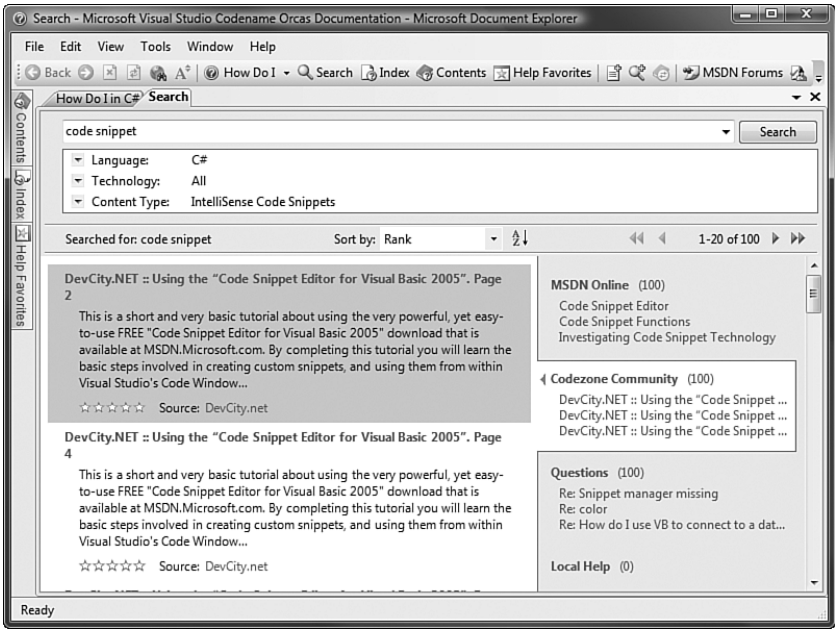 Search - Microsoft Visual Studio Codename Orcas Documentation - Microsoft Document Explorer
File Edit View Tools Window Help
Back How Do I Search Index Contents Help Favorites MSDN Forums
Contents
Index
Help Favorites
How Do I in C# Search
code snippet Search
Language: C#
Technology: All
Content Type: IntelliSense Code Snippets
Searched for: code snippet Sort by: Rank 1-20 of 100
DevCity.NET :: Using the “Code Snippet Editor for Visual Basic 2005”. Page
2
This is a short and very basic tutorial about using the very powerful, yet easy-
to-use FREE "Code Snippet Editor for Visual Basic 2005" download that is
available at MSDN.Microsoft.com. By completing this tutorial you will learn the
basic steps involved in creating custom snippets, and using them from within
Visual Studio's Code Window...
Source: DevCity.net
DevCity.NET :: Using the “Code Snippet Editor for Visual Basic 2005”. Page
4
This is a short and very basic tutorial about using the very powerful, yet easy-
to-use FREE "Code Snippet Editor for Visual Basic 2005" download that is
available at MSDN.Microsoft.com. By completing this tutorial you will learn the
basic steps involved in creating custom snippets, and using them from within
Visual Studio's Code Window...
Source: DevCity.net
MSDN Online (100)
Code Snippet Editor
Code Snippet Functions
Investigating Code Snippet Technology
Codezone Community (100)
DevCity.NET :: Using the “Code Snippet ...
DevCity.NET :: Using the “Code Snippet ...
DevCity.NET :: Using the “Code Snippet ...
Questions (100)
Re: Snippet manager missing
Re: color
Re: How do I use VB to connect to a dat...
Local Help (0)
Ready